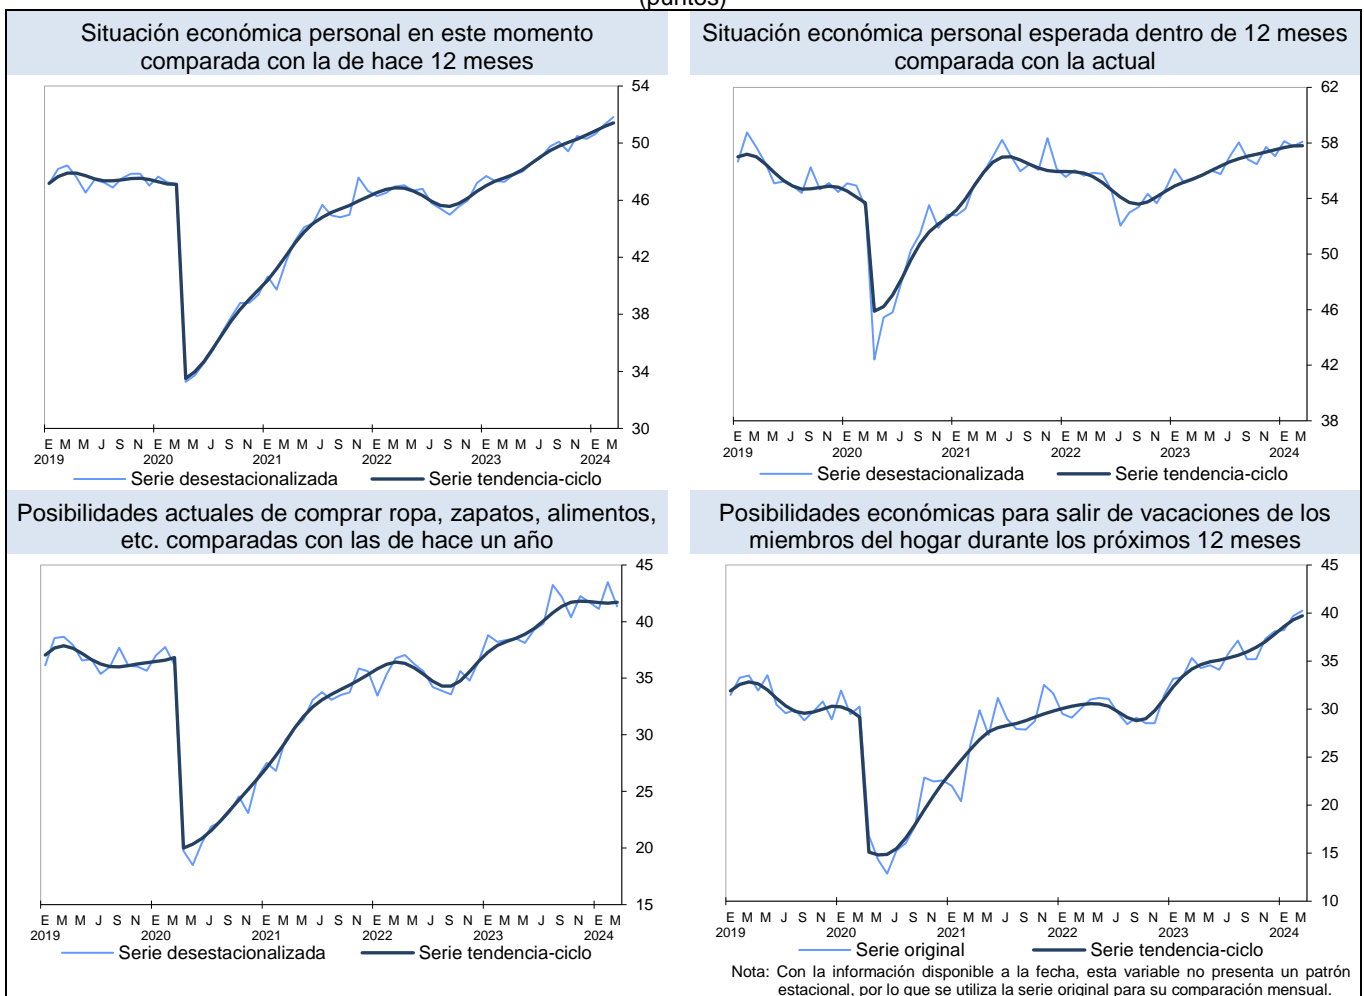 (puntos)
Situación económica personal en este momento
comparada con la de hace 12 meses
54
50
46
42
38
34
30
E M M J S N E M M J S N E M M J S N E M M J S N E M M J S N E M
2019 2020 2021 2022 2023 2024
Serie desestacionalizada Serie tendencia-ciclo
Situación económica personal esperada dentro de 12 meses
comparada con la actual
62
58
54
50
46
42
38
E M M J S N E M M J S N E M M J S N E M M J S N E M M J S N E M
2019 2020 2021 2022 2023 2024
Serie desestacionalizada Serie tendencia-ciclo
Posibilidades actuales de comprar ropa, zapatos, alimentos,
etc. comparadas con las de hace un año
45
40
35
30
25
20
15
E M M J S N E M M J S N E M M J S N E M M J S N E M M J S N E M
2019 2020 2021 2022 2023 2024
Serie desestacionalizada Serie tendencia-ciclo
Posibilidades económicas para salir de vacaciones de los
miembros del hogar durante los próximos 12 meses
45
40
35
30
25
20
15
10
E M M J S N E M M J S N E M M J S N E M M J S N E M M J S N E M
2019 2020 2021 2022 2023 2024
Serie original Serie tendencia-ciclo
Nota: Con la información disponible a la fecha, esta variable no presenta un patrón
estacional, por lo que se utiliza la serie original para su comparación mensual.